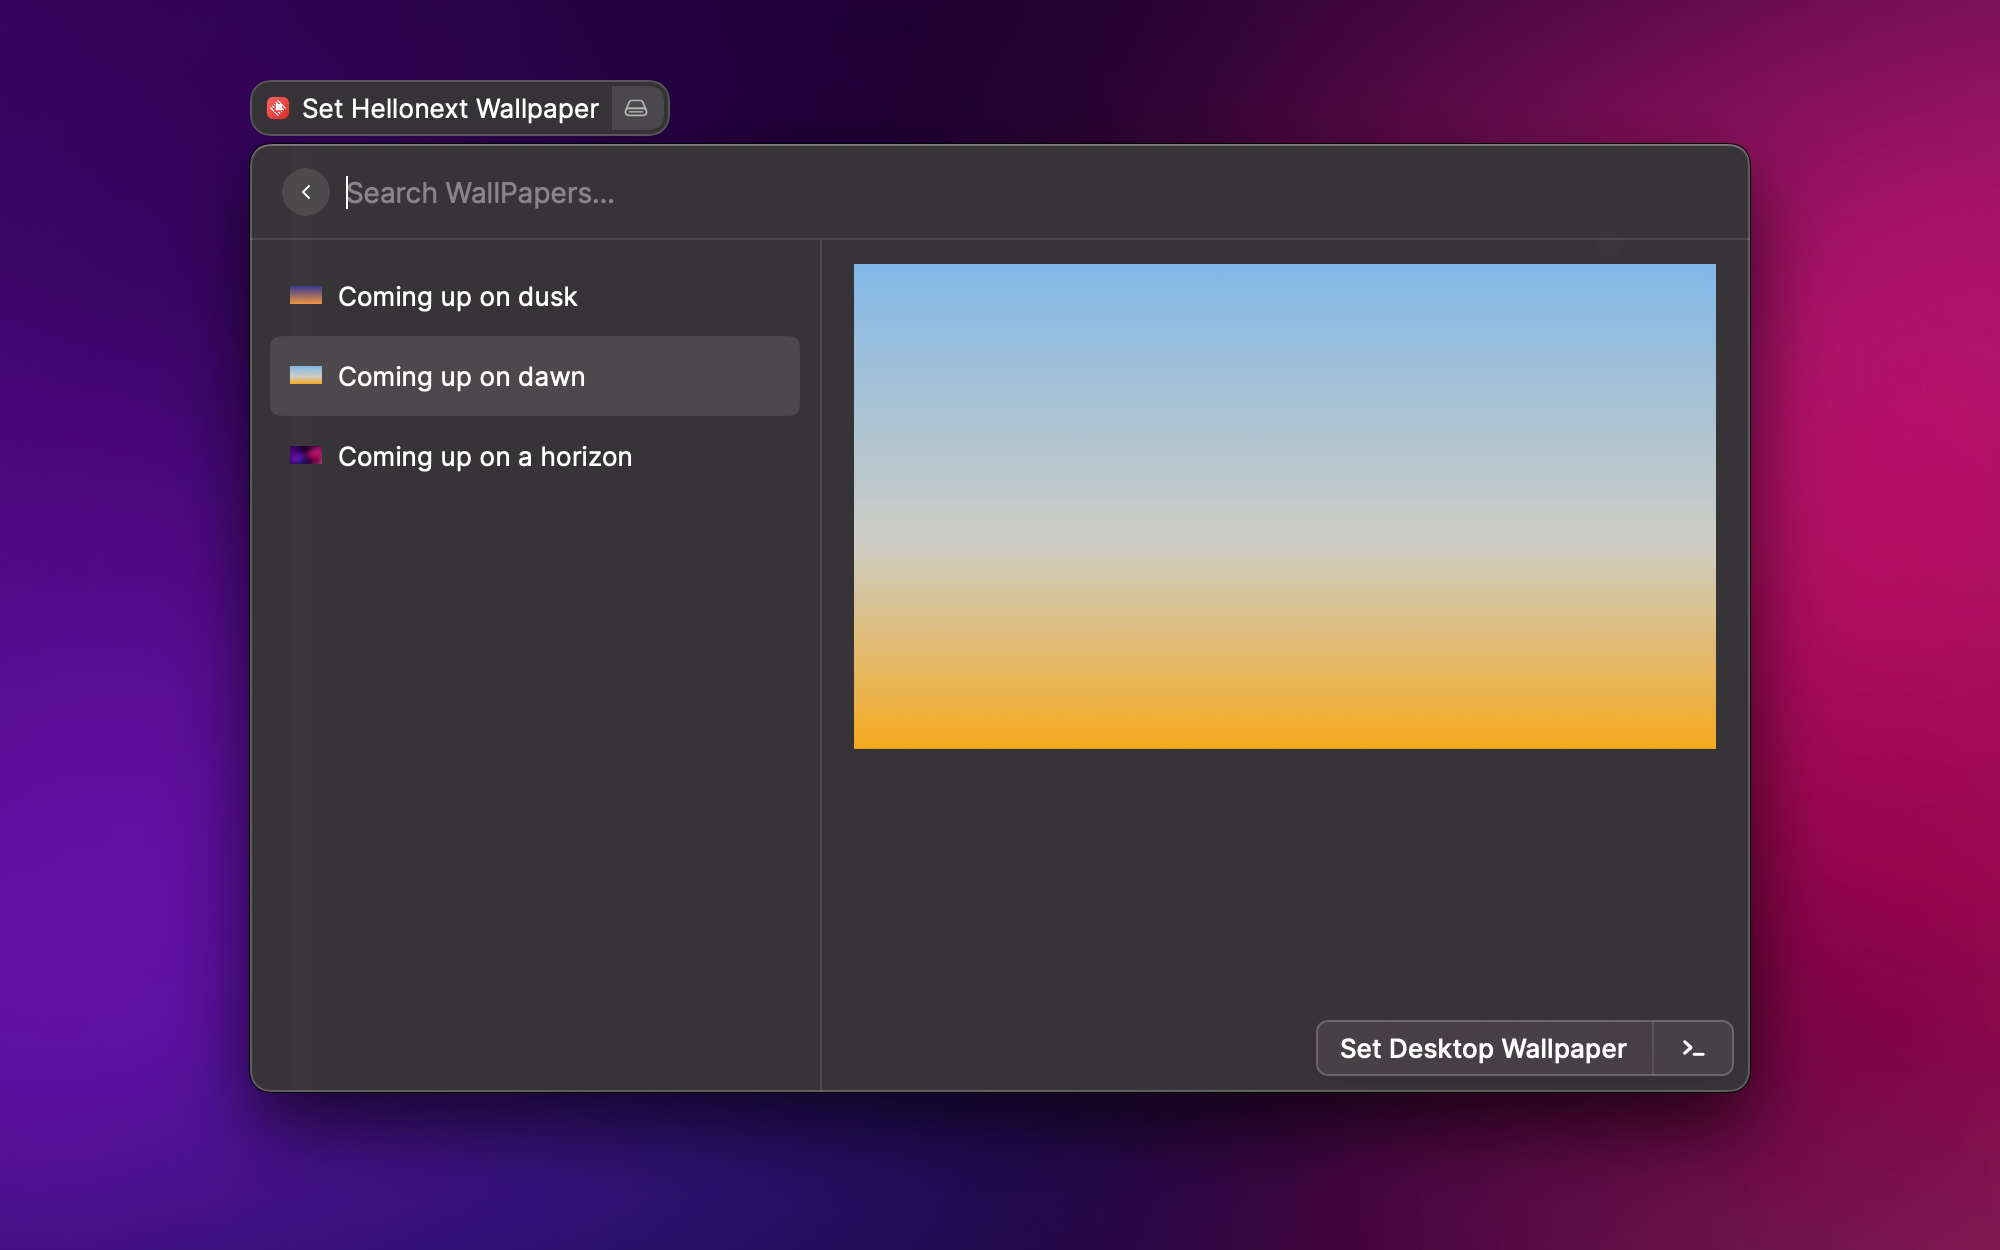 Set Hellonext Wallpaper
Search WallPapers...
Coming up on dusk
Coming up on dawn
Coming up on a horizon
Set Desktop Wallpaper